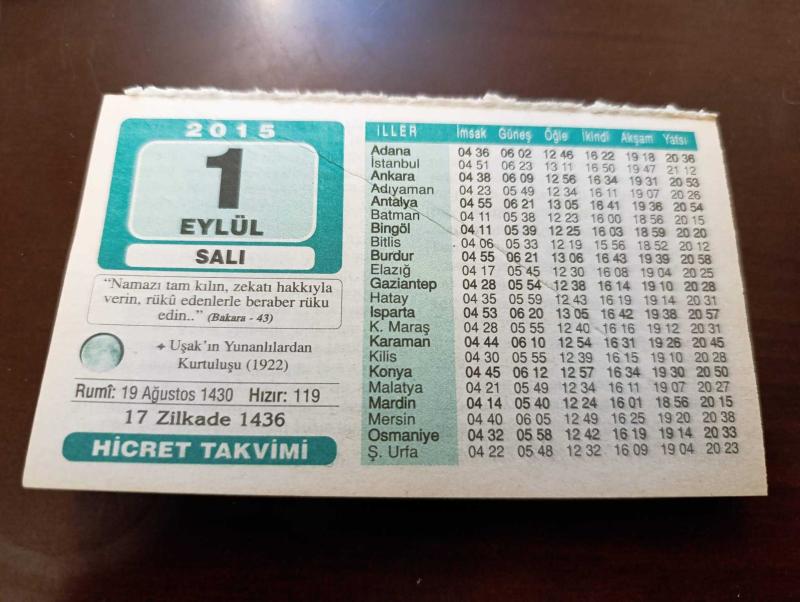 2015
1
EYLÜL
SALI
“Namazı tam kılın, zekatı hakkıyla
verin, rükû edenlerle beraber rüku
edin..” (Bakara - 43)
Uşak'ın Yunanlılardan
Kurtuluşu (1922)
Rumî: 19 Ağustos 1430 Hızır: 119
17 Zilkade 1436
HİCRET TAKVİMİ
İLLER İmsak Güneş Öğle İkindi Akşam Yatsı
Adana 04 36 06 02 12 46 16 22 19 18 20 36
İstanbul 04 51 06 23 13 11 16 50 19 47 21 12
Ankara 04 38 06 09 12 56 16 34 19 31 20 53
Adıyaman 04 23 05 49 12 34 16 11 19 07 20 26
Antalya 04 55 06 21 13 05 16 41 19 36 20 54
Batman 04 11 05 38 12 23 16 00 18 56 20 15
Bingöl 04 11 05 39 12 25 16 03 18 59 20 20
Bitlis 04 06 05 33 12 19 15 56 18 52 20 12
Burdur 04 55 06 21 13 06 16 43 19 39 20 58
Elazığ 04 17 05 45 12 30 16 08 19 04 20 25
Gaziantep 04 28 05 54 12 38 16 14 19 10 20 28
Hatay 04 35 05 59 12 43 16 19 19 14 20 31
Isparta 04 53 06 20 13 05 16 42 19 38 20 57
K. Maraş 04 28 05 55 12 40 16 16 19 12 20 31
Karaman 04 44 06 10 12 54 16 31 19 26 20 45
Kilis 04 30 05 55 12 39 16 15 19 10 20 28
Konya 04 45 06 12 12 57 16 34 19 30 20 50
Malatya 04 21 05 49 12 34 16 11 19 07 20 27
Mardin 04 14 05 40 12 24 16 01 18 56 20 15
Mersin 04 40 06 05 12 49 16 25 19 20 20 38
Osmaniye 04 32 05 58 12 42 16 19 19 14 20 33
Ş. Urfa 04 22 05 48 12 32 16 09 19 04 20 23